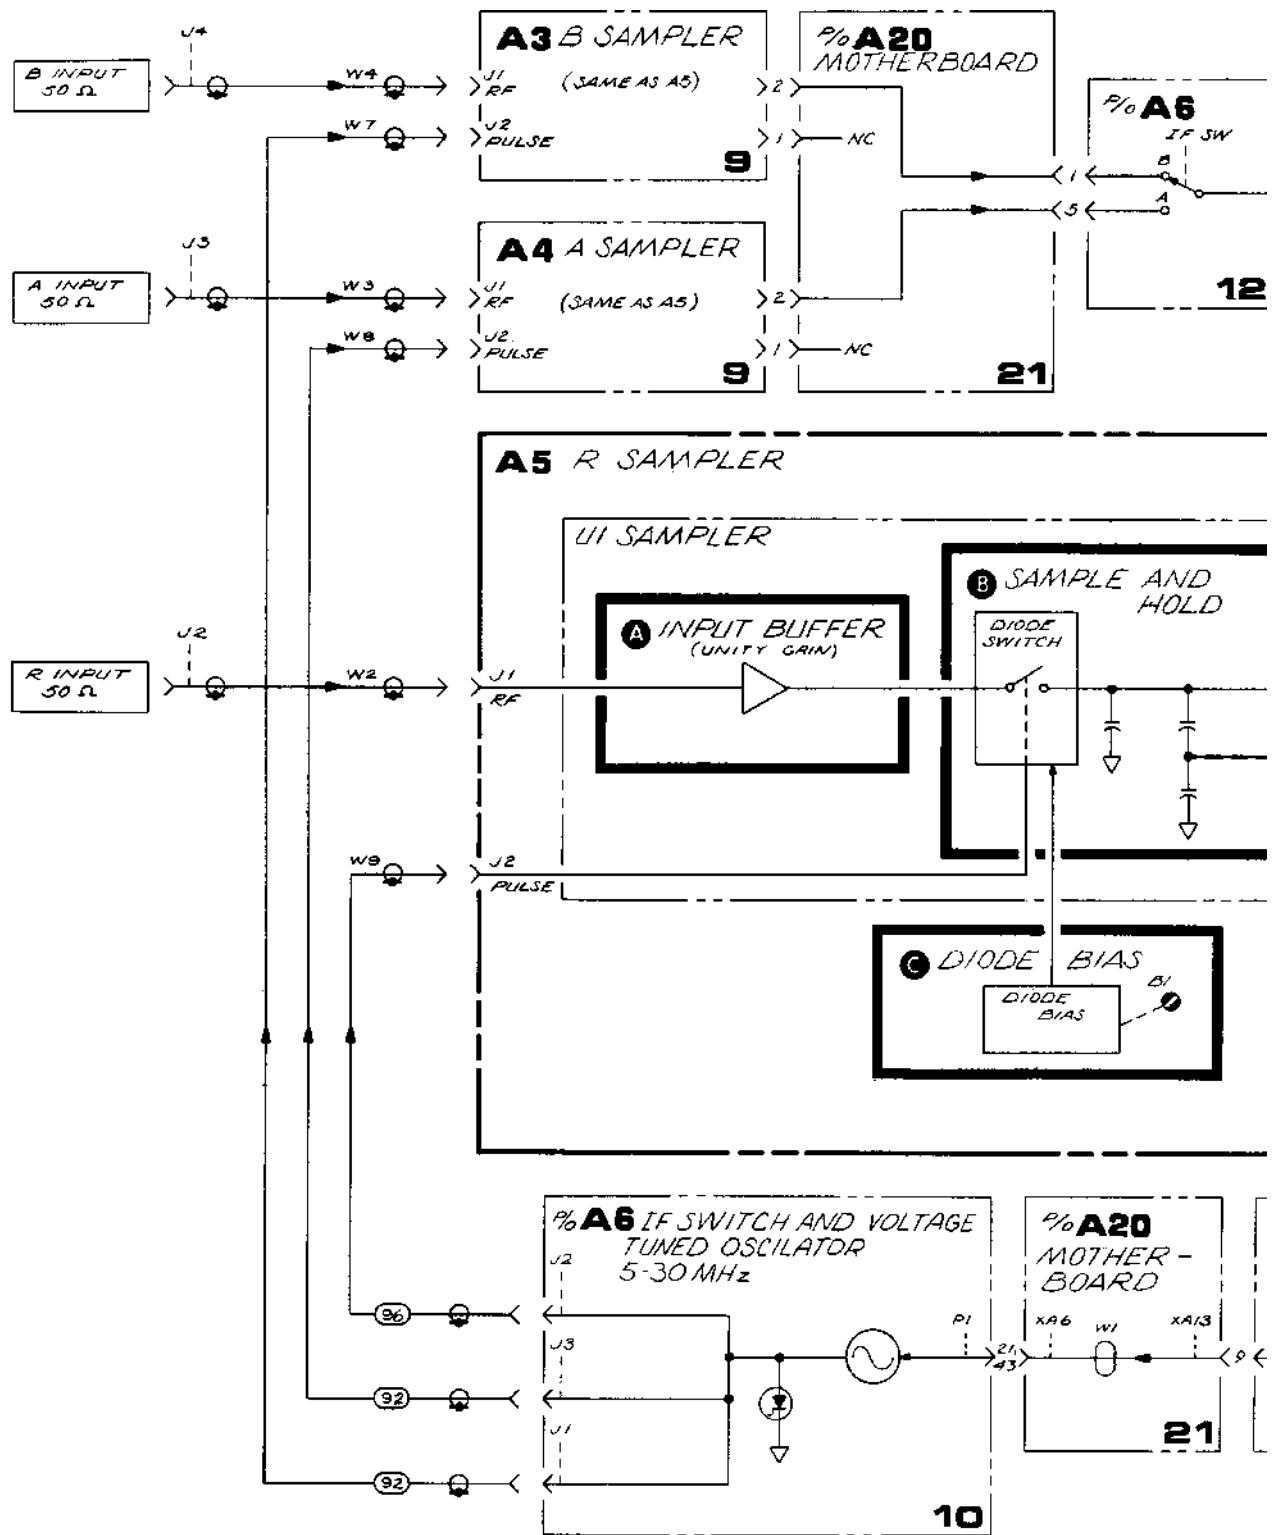 J4
B INPUT
50 Ω
W4
J1
RF
A3 B SAMPLER
(SAME AS A5)
2
P/O A20
MOTHERBOARD
W7
J2
PULSE
1
NC
9
P/O A6
IF SW
B
1
A
5
12
J3
A INPUT
50 Ω
W3
J1
RF
A4 A SAMPLER
(SAME AS A5)
2
W8
J2
PULSE
1
NC
9
21
A5 R SAMPLER
U1 SAMPLER
B SAMPLE AND
HOLD
DIODE
SWITCH
A INPUT BUFFER
(UNITY GAIN)
J2
R INPUT
50 Ω
W2
J1
RF
W9
J2
PULSE
C DIODE BIAS
DIODE
BIAS
B1
P/O A6 IF SWITCH AND VOLTAGE
TUNED OSCILATOR
5-30 MHz
P/O A20
MOTHER-
BOARD
J2
96
J3
P1
21,
43
XA6
W1
XA13
9
92
J1
92
21
10